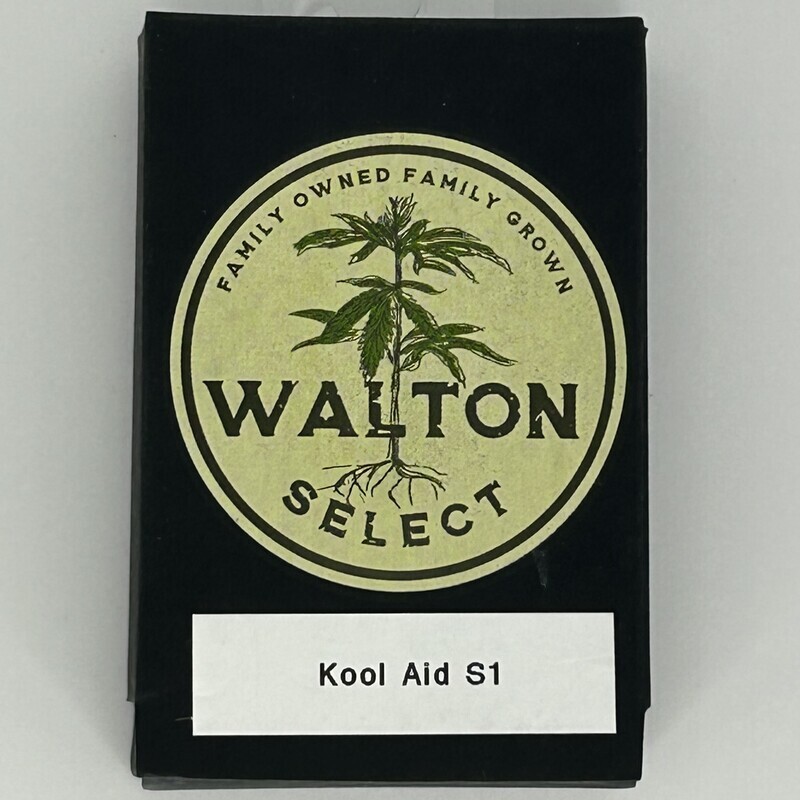 FAMILY OWNED FAMILY GROWN
WALTON
SELECT
Kool Aid S1